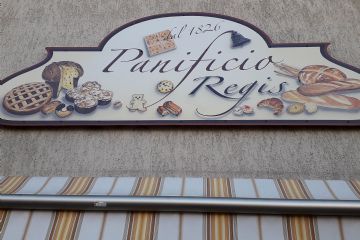 dal 1826
Panificio
Regis